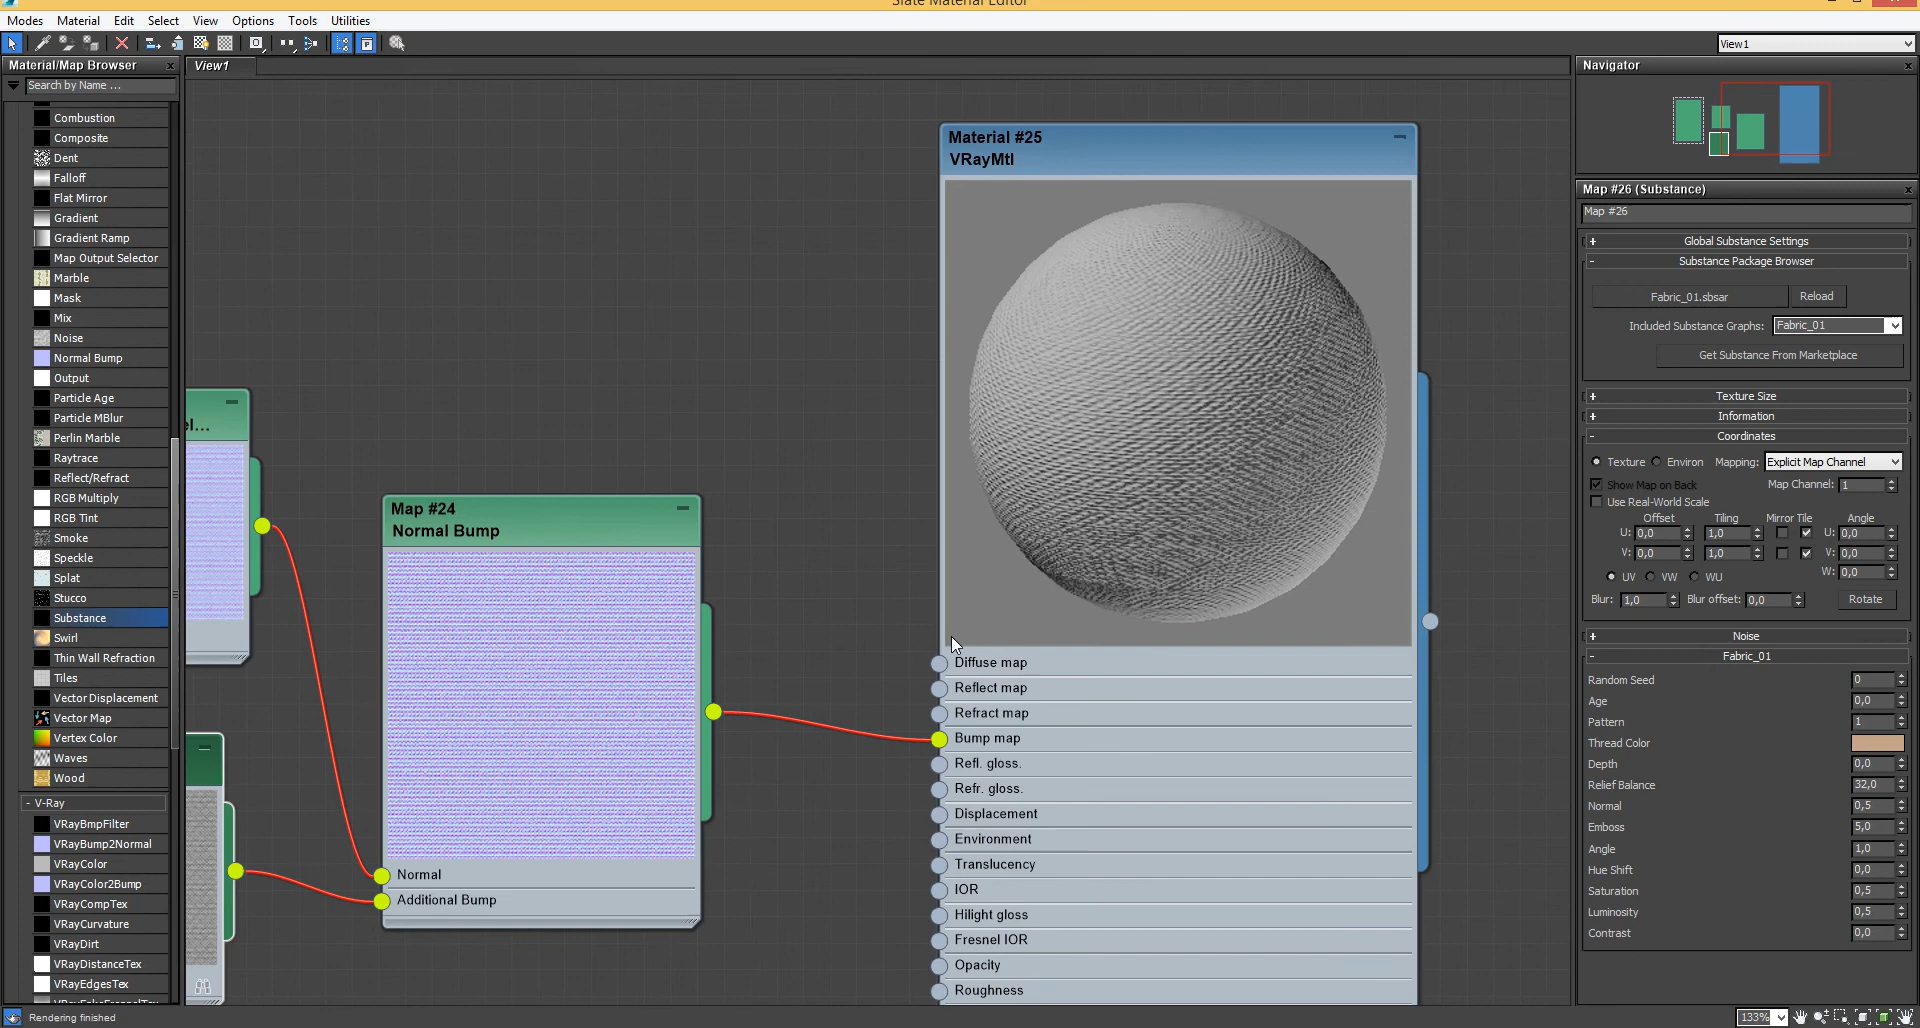 Slate Material Editor
Modes Material Edit Select View Options Tools Utilities
View1
Material/Map Browser
Search by Name ...
Combustion
Composite
Dent
Falloff
Flat Mirror
Gradient
Gradient Ramp
Map Output Selector
Marble
Mask
Mix
Noise
Normal Bump
Output
Particle Age
Particle MBlur
Perlin Marble
Raytrace
Reflect/Refract
RGB Multiply
RGB Tint
Smoke
Speckle
Splat
Stucco
Substance
Swirl
Thin Wall Refraction
Tiles
Vector Displacement
Vector Map
Vertex Color
Waves
Wood
- V-Ray
VRayBmpFilter
VRayBump2Normal
VRayColor
VRayColor2Bump
VRayCompTex
VRayCurvature
VRayDirt
VRayDistanceTex
VRayEdgesTex
VRayFakeFresnelTex
Rendering finished
View1
el...
Map #24
Normal Bump
Normal
Additional Bump
Material #25
VRayMtl
Diffuse map
Reflect map
Refract map
Bump map
Refl. gloss.
Refr. gloss.
Displacement
Environment
Translucency
IOR
Hilight gloss
Fresnel IOR
Opacity
Roughness
Navigator
Map #26 (Substance)
Map #26
+ Global Substance Settings
- Substance Package Browser
Fabric_01.sbsar Reload
Included Substance Graphs: Fabric_01
Get Substance From Marketplace
+ Texture Size
+ Information
- Coordinates
Texture Environ Mapping: Explicit Map Channel
Show Map on Back Map Channel: 1
Use Real-World Scale
Offset Tiling Mirror Tile Angle
U: 0,0 1,0 U: 0,0
V: 0,0 1,0 V: 0,0
UV VW WU W: 0,0
Blur: 1,0 Blur offset: 0,0 Rotate
+ Noise
- Fabric_01
Random Seed 0
Age 0,0
Pattern 1
Thread Color
Depth 0,0
Relief Balance 32,0
Normal 0,5
Emboss 5,0
Angle 1,0
Hue Shift 0,0
Saturation 0,5
Luminosity 0,5
Contrast 0,0
133%